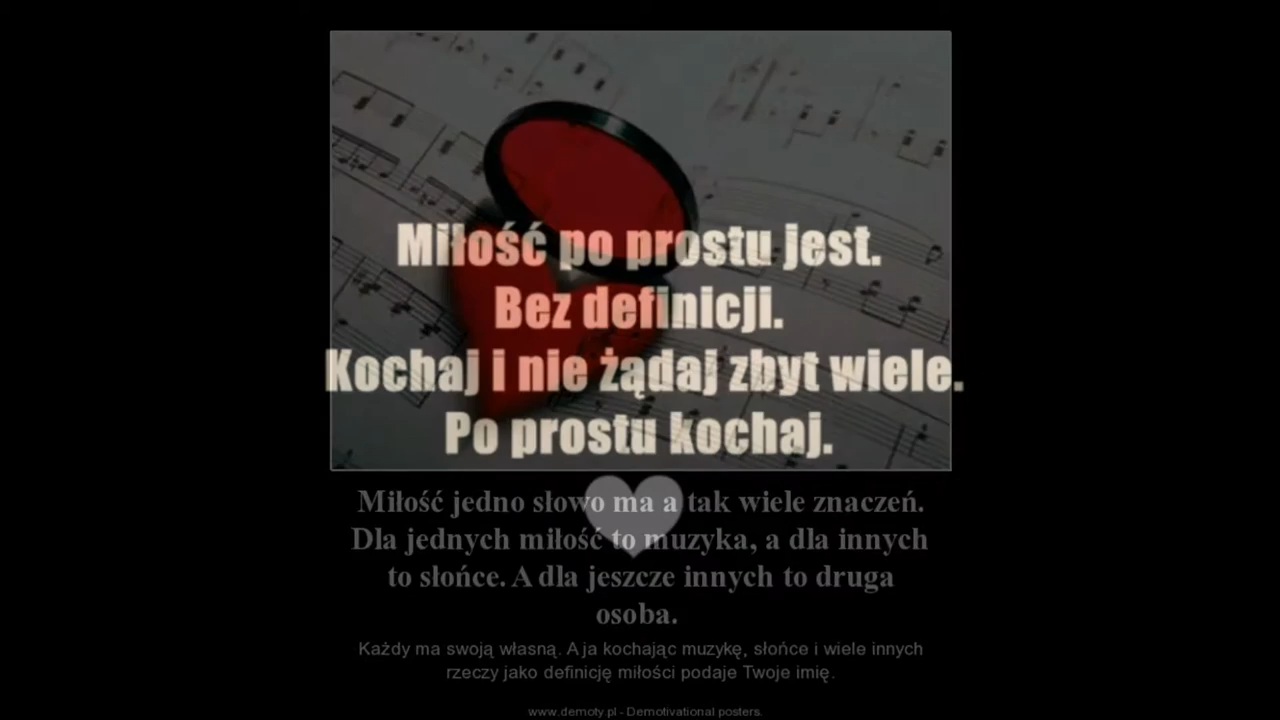 Miłość po prostu jest.
Bez definicji.
Kochaj i nie żądaj zbyt wiele.
Po prostu kochaj.
Miłość jedno słowo ma a tak wiele znaczeń.
Dla jednych miłość to muzyka, a dla innych
to słońce. A dla jeszcze innych to druga
osoba.
Każdy ma swoją własną. A ja kochając muzykę, słońce i wiele innych
rzeczy jako definicję miłości podaje Twoje imię.
www.demoty.pl - Demotivational posters.